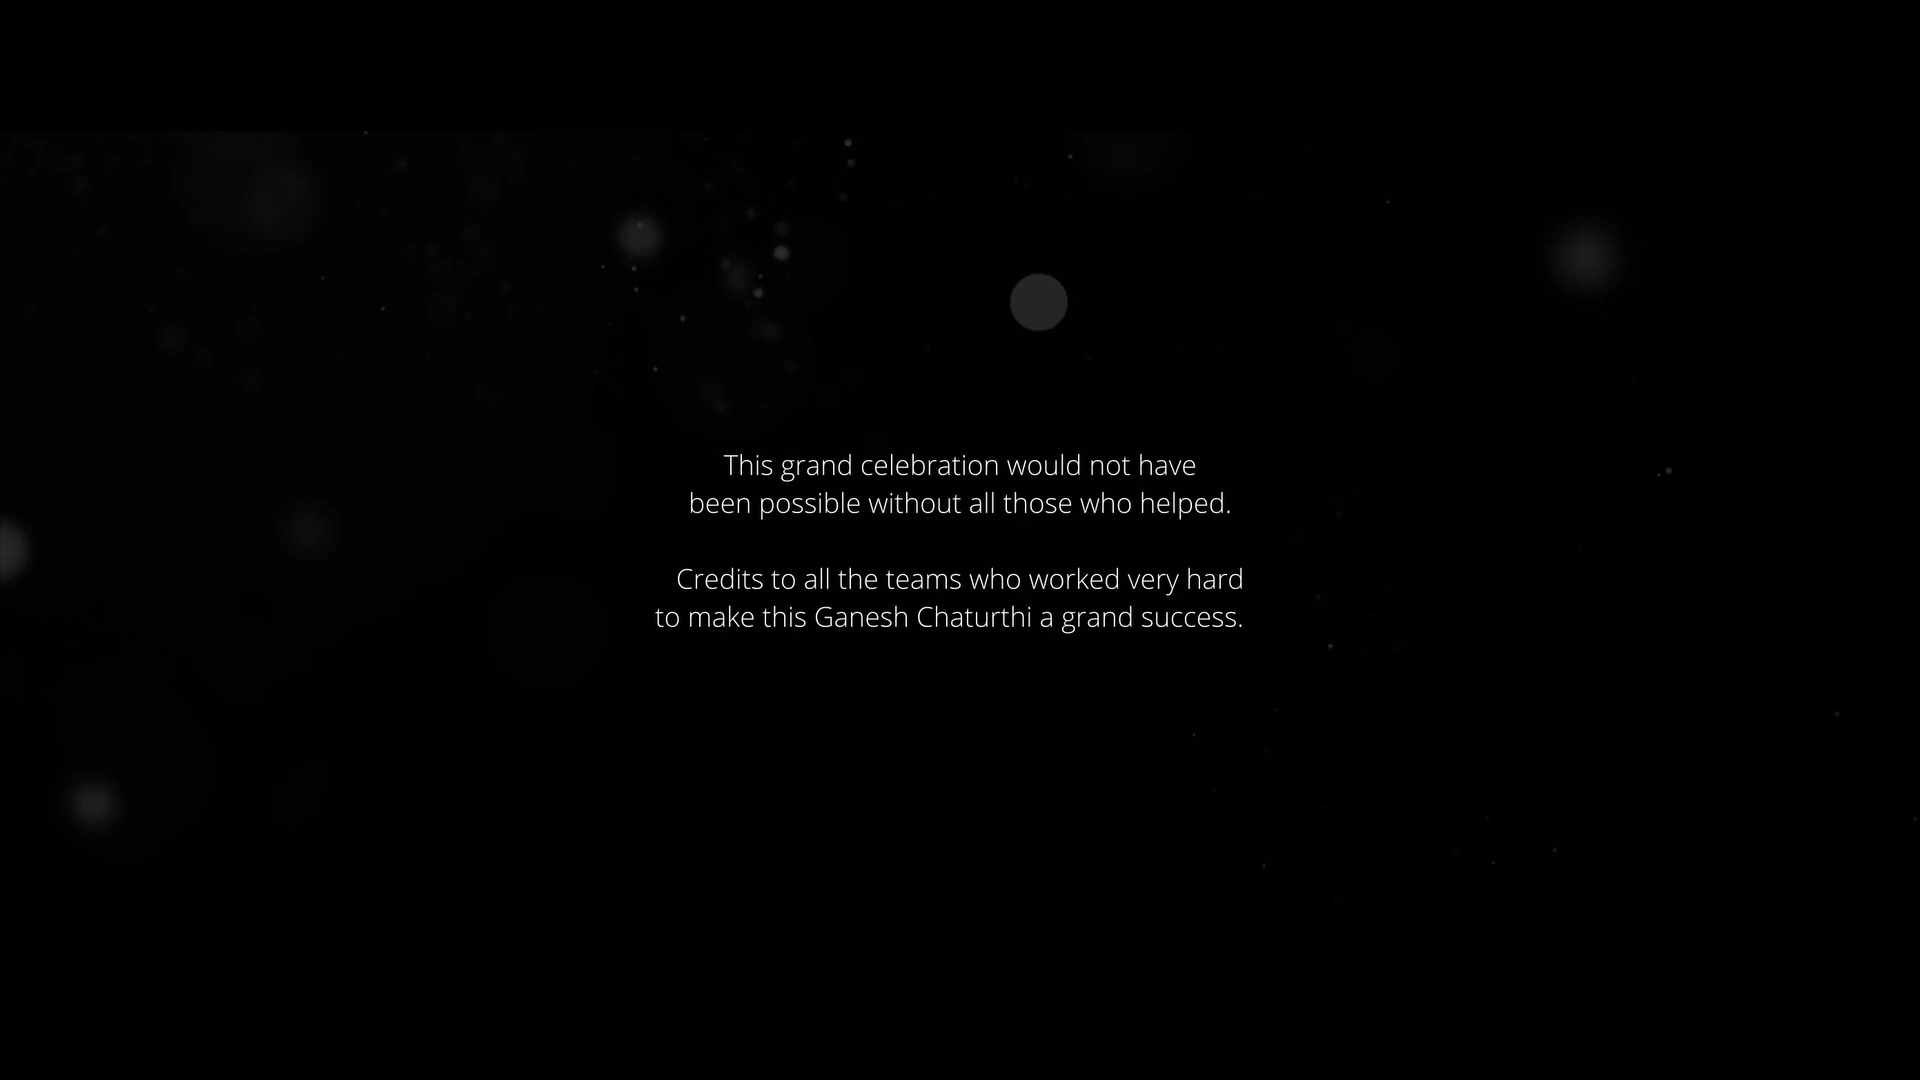 This grand celebration would not have
been possible without all those who helped.
Credits to all the teams who worked very hard
to make this Ganesh Chaturthi a grand success.